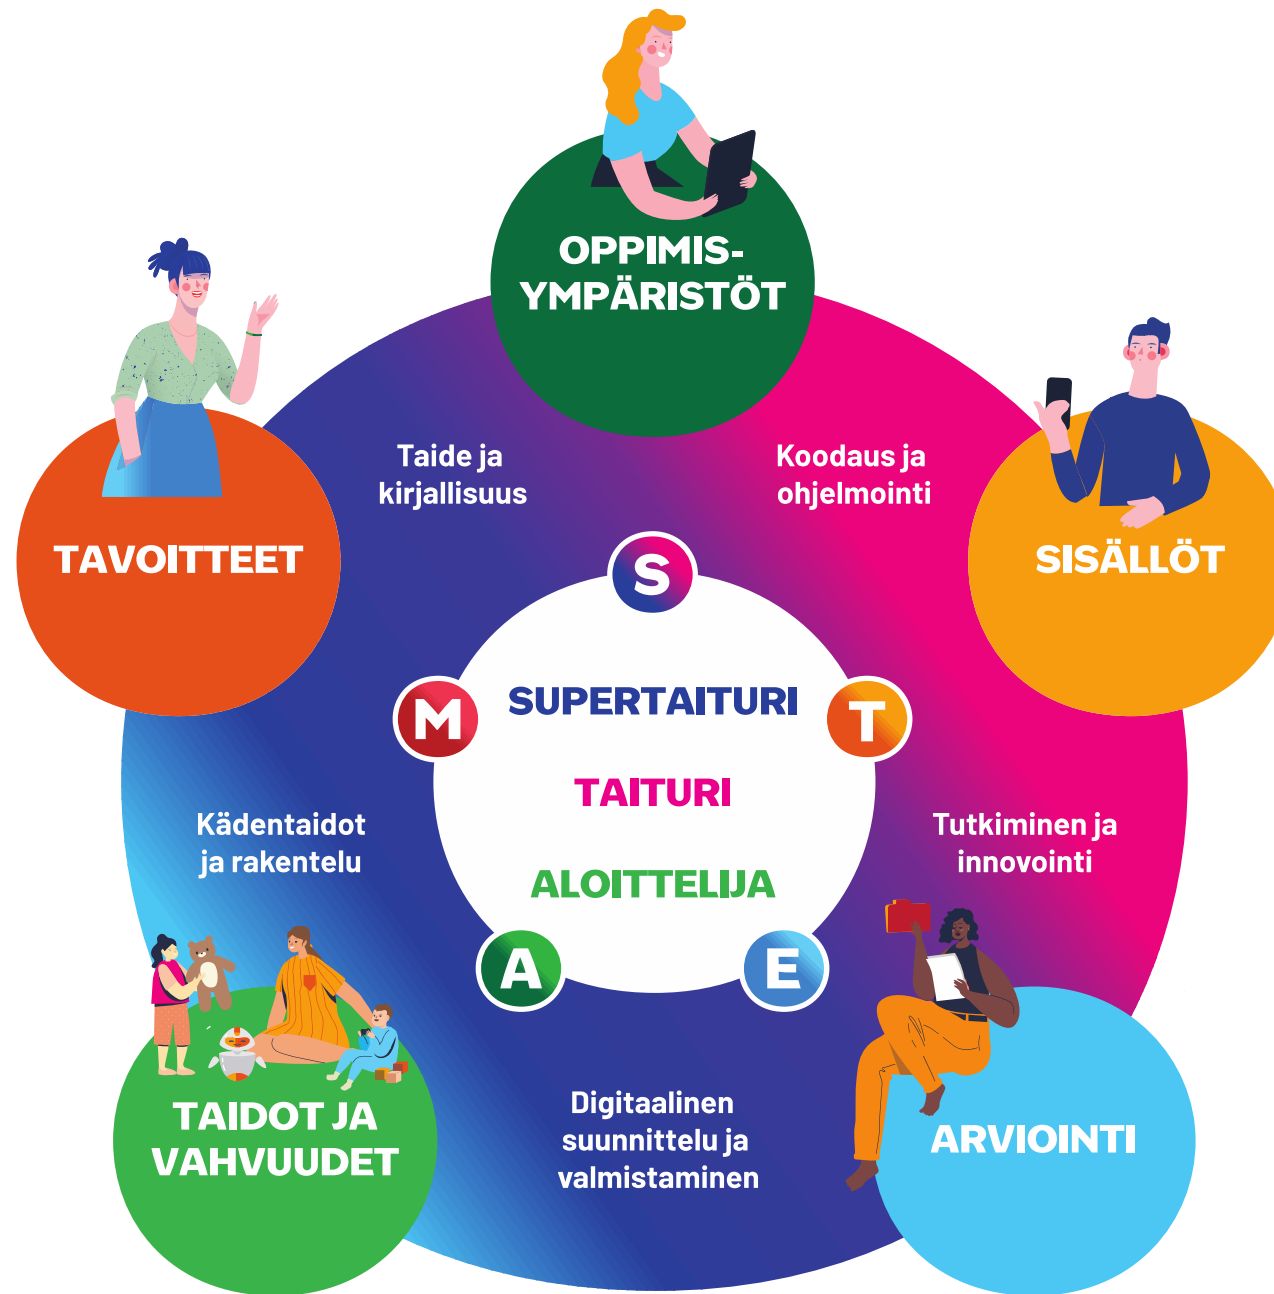 OPPIMIS-
YMPÄRISTÖT
TAVOITTEET
SISÄLLÖT
Taide ja
kirjallisuus
Koodaus ja
ohjelmointi
S
M
T
SUPERTAITURI
TAITURI
ALOITTELIJA
Kädentaidot
ja rakentelu
Tutkiminen ja
innovointi
A
E
Digitaalinen
suunnittelu ja
valmistaminen
TAIDOT JA
VAHVUUDET
ARVIOINTI